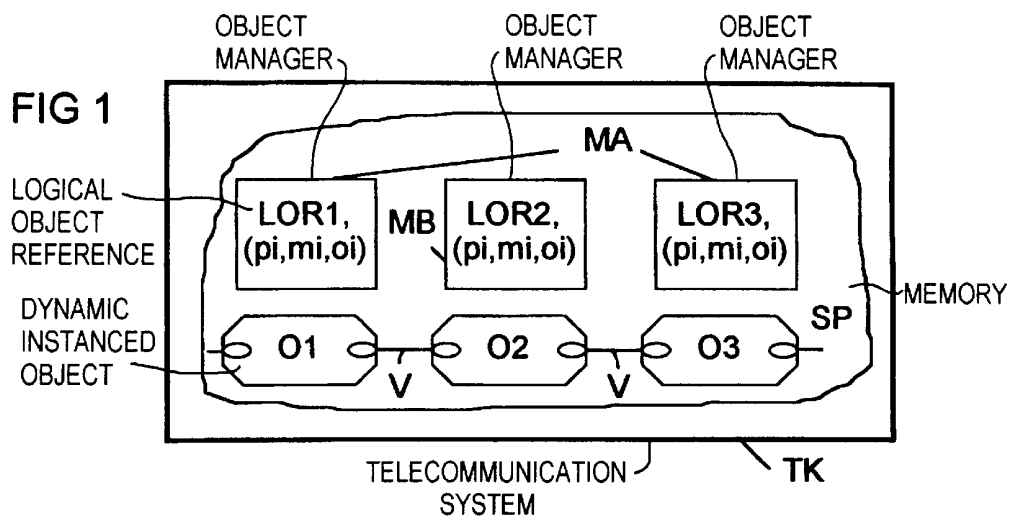 FIG 1
OBJECT
MANAGER
OBJECT
MANAGER
OBJECT
MANAGER
MA
LOGICAL
OBJECT
REFERENCE
LOR1,
(pi,mi,oi)
MB
LOR2,
(pi,mi,oi)
LOR3,
(pi,mi,oi)
MEMORY
SP
DYNAMIC
INSTANCED
OBJECT
O1
V
O2
V
O3
TELECOMMUNICATION
SYSTEM
TK